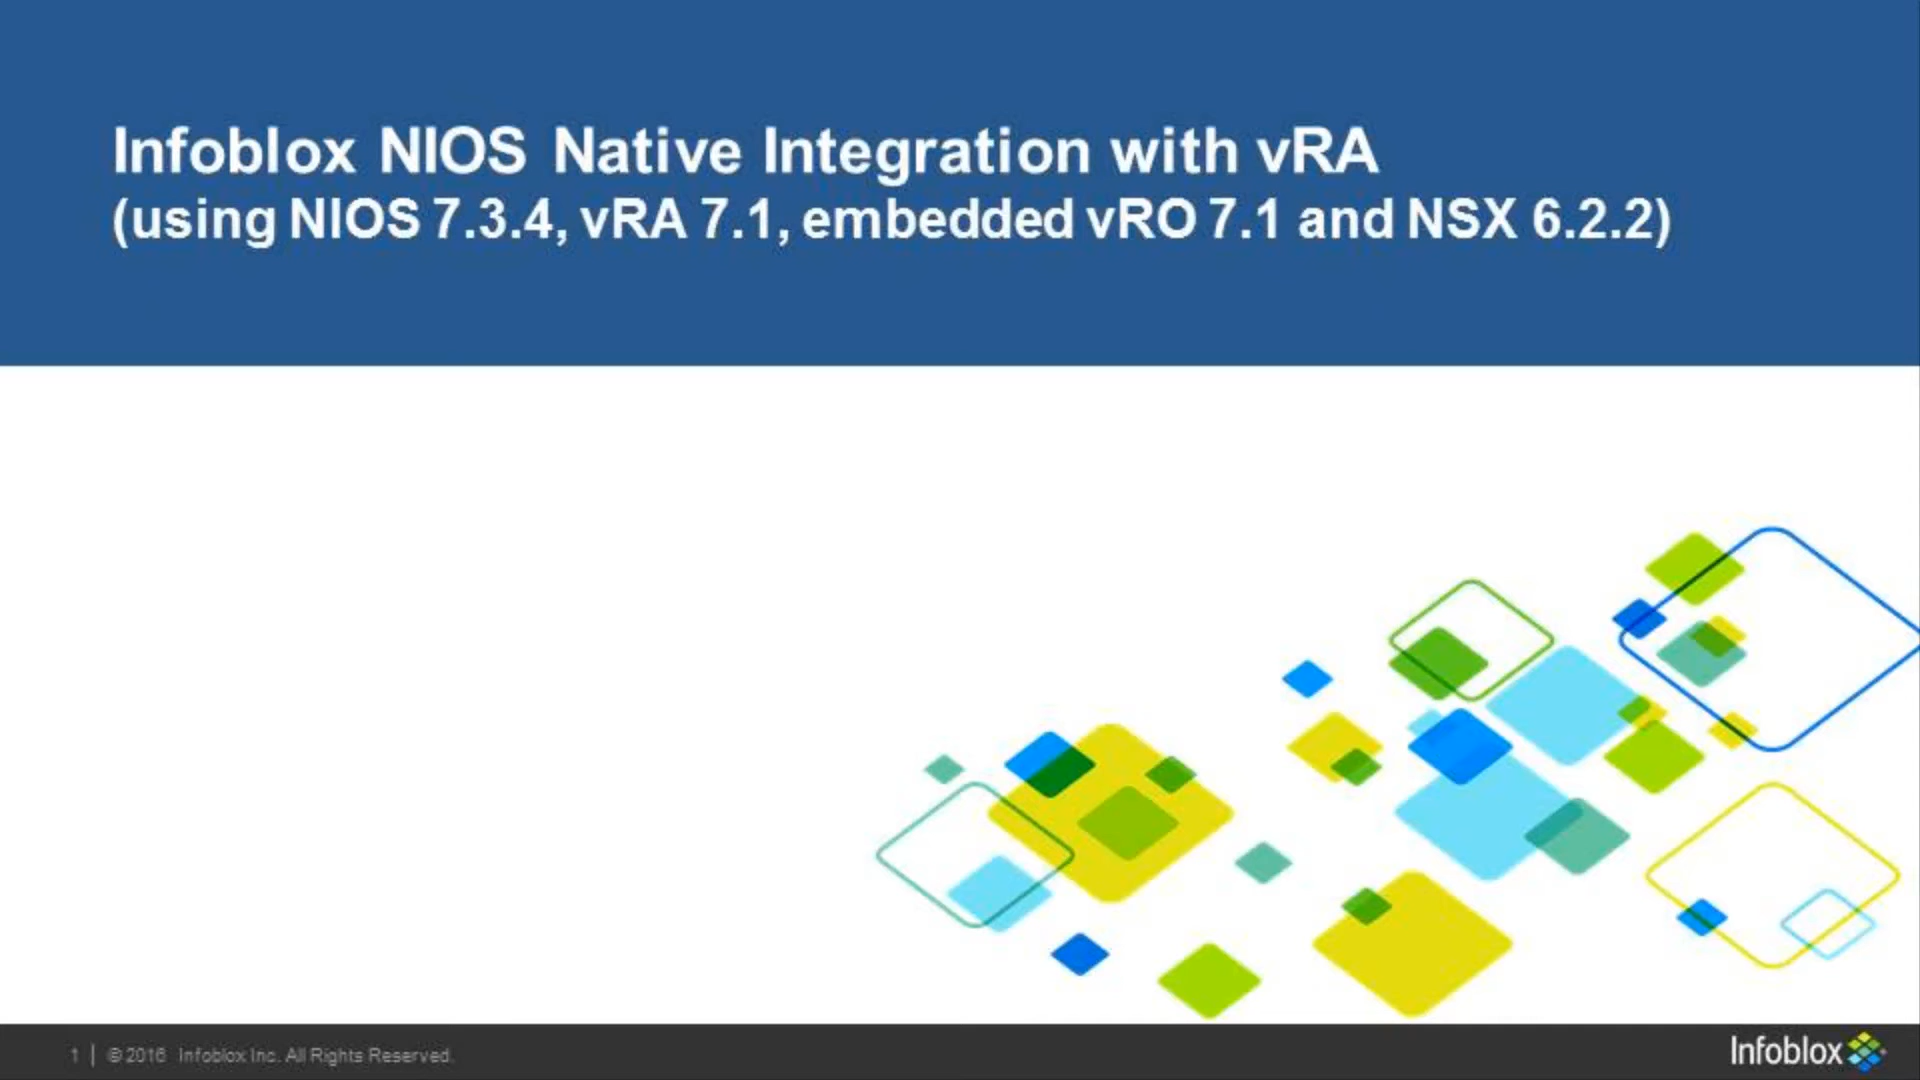 Infoblox NIOS Native Integration with vRA
(using NIOS 7.3.4, vRA 7.1, embedded vRO 7.1 and NSX 6.2.2)
1 | © 2016 Infoblox Inc. All Rights Reserved.
Infoblox